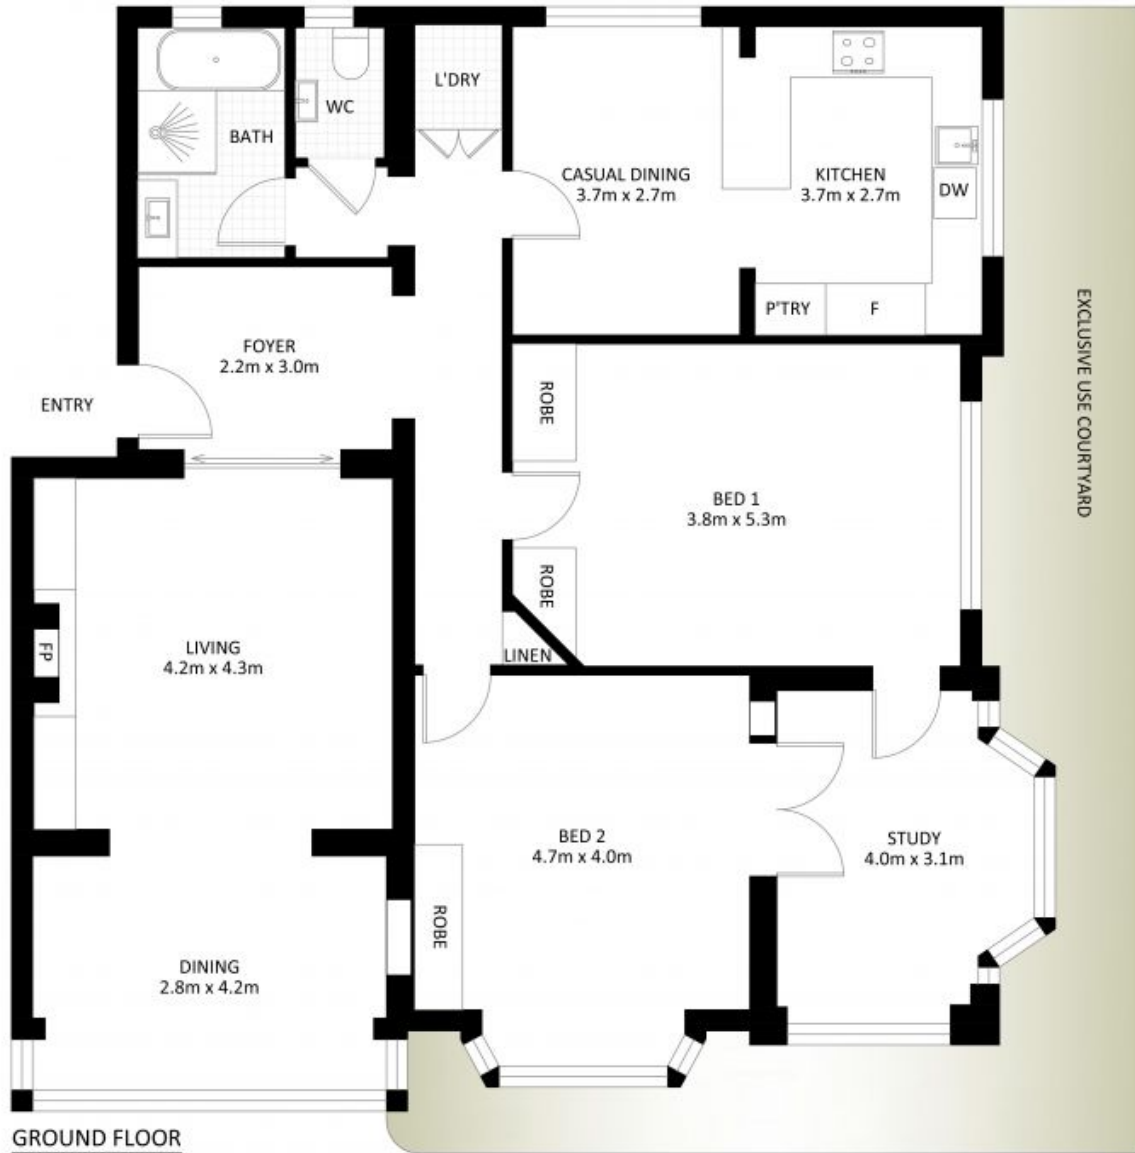 L'DRY
WC
BATH
CASUAL DINING
3.7m x 2.7m
KITCHEN
3.7m x 2.7m
DW
P'TRY
F
FOYER
2.2m x 3.0m
ENTRY
ROBE
EXCLUSIVE USE COURTYARD
BED 1
3.8m x 5.3m
ROBE
LINEN
FP
LIVING
4.2m x 4.3m
BED 2
4.7m x 4.0m
STUDY
4.0m x 3.1m
ROBE
DINING
2.8m x 4.2m
GROUND FLOOR